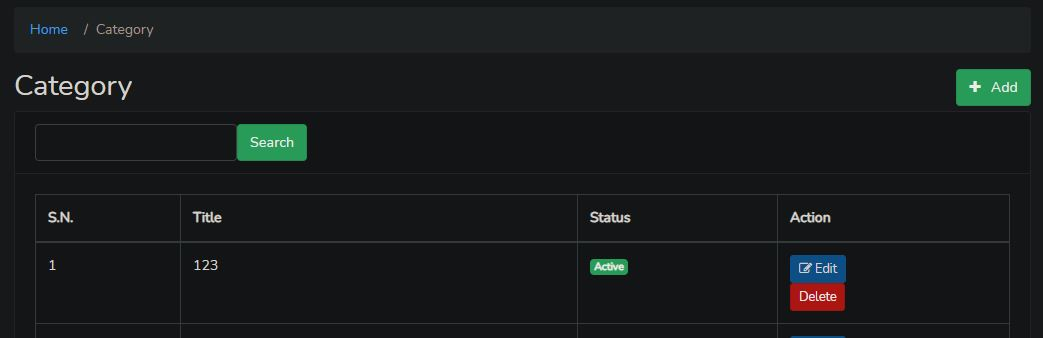 Home / Category
Category
+ Add
Search
S.N. Title Status Action
1 123 Active Edit
Delete